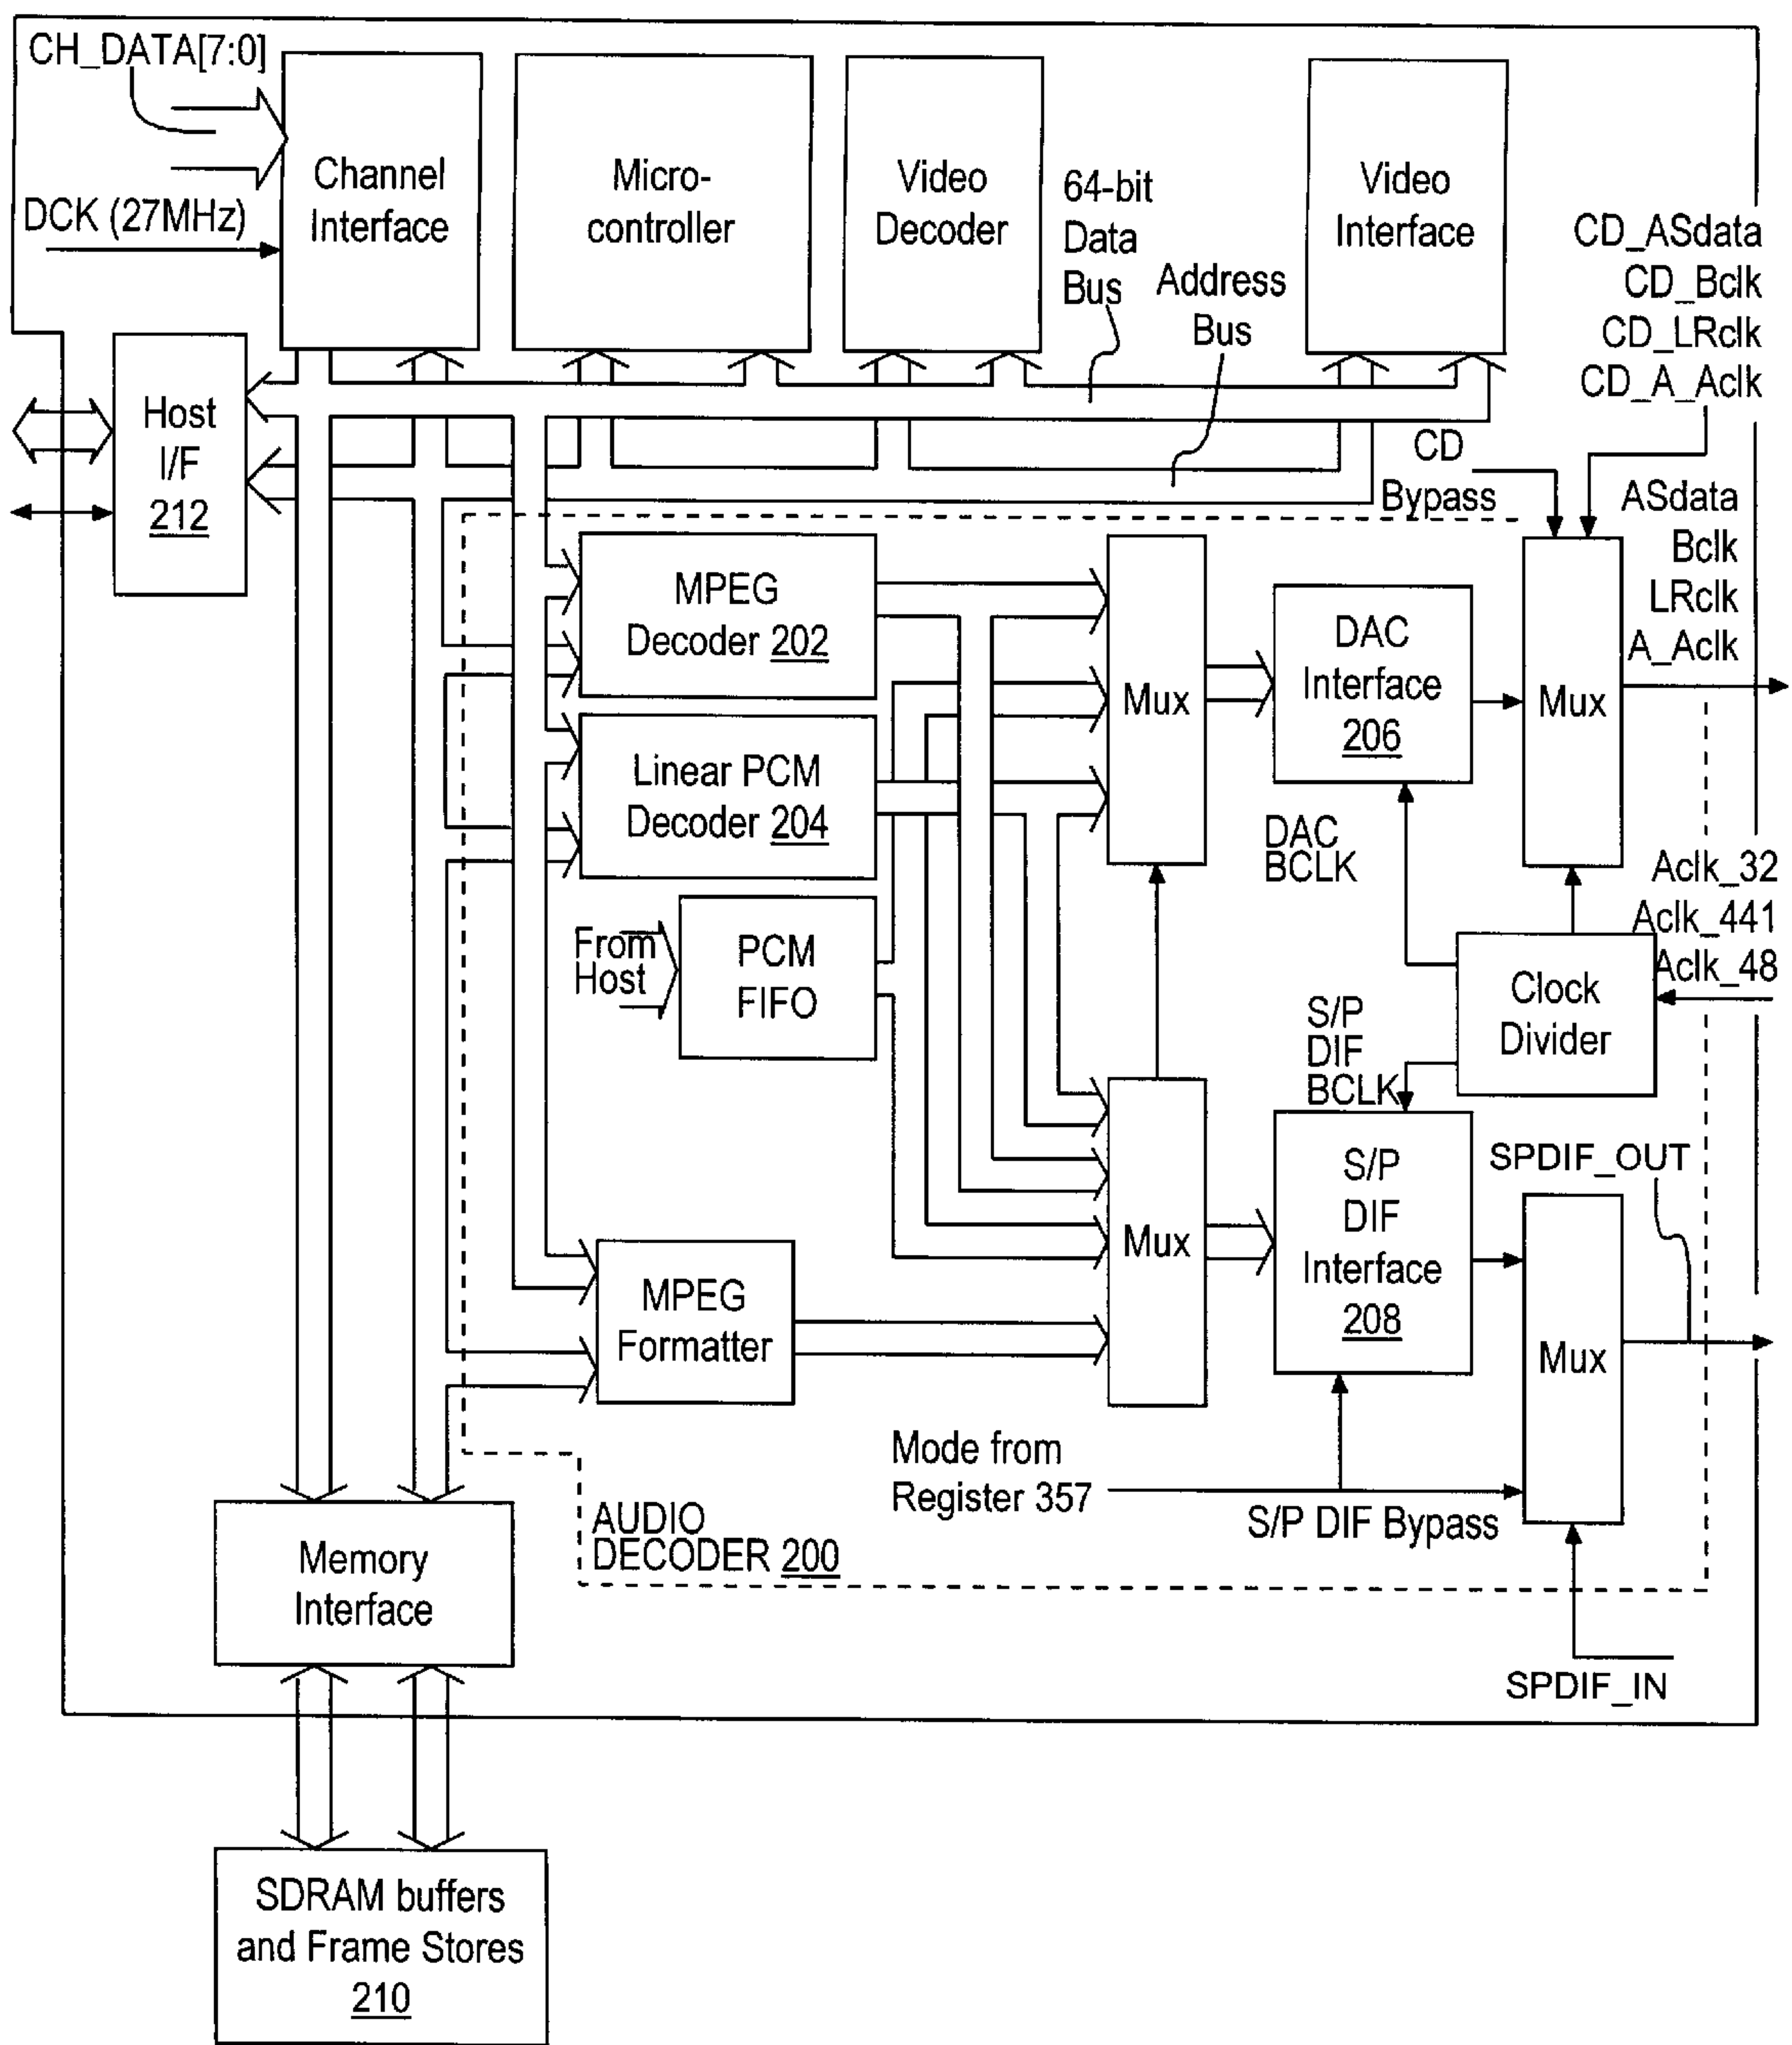 CH_DATA[7:0]
DCK (27MHz)
Channel
Interface
Micro-
controller
Video
Decoder
64-bit
Data
Bus
Address
Bus
Video
Interface
CD_ASdata
CD_Bclk
CD_LRclk
CD_A_Aclk
Host
I/F
212
CD
Bypass
ASdata
Bclk
LRclk
A_Aclk
MPEG
Decoder 202
Mux
DAC
Interface
206
Mux
Linear PCM
Decoder 204
DAC
BCLK
Aclk_32
Aclk_441
Aclk_48
From
Host
PCM
FIFO
Clock
Divider
S/P
DIF
BCLK
Mux
S/P
DIF
Interface
208
SPDIF_OUT
MPEG
Formatter
Mux
Mode from
Register 357
S/P DIF Bypass
AUDIO
DECODER 200
Memory
Interface
SPDIF_IN
SDRAM buffers
and Frame Stores
210